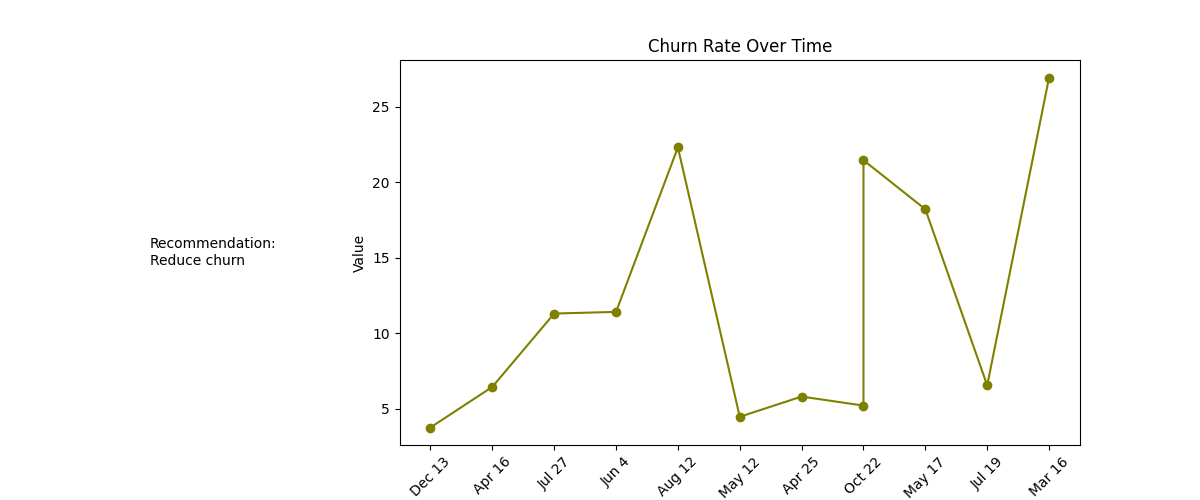 Churn Rate Over Time
Recommendation:
Reduce churn
Value
25
20
15
10
5
Dec 13
Apr 16
Jul 27
Jun 4
Aug 12
May 12
Apr 25
Oct 22
May 17
Jul 19
Mar 16